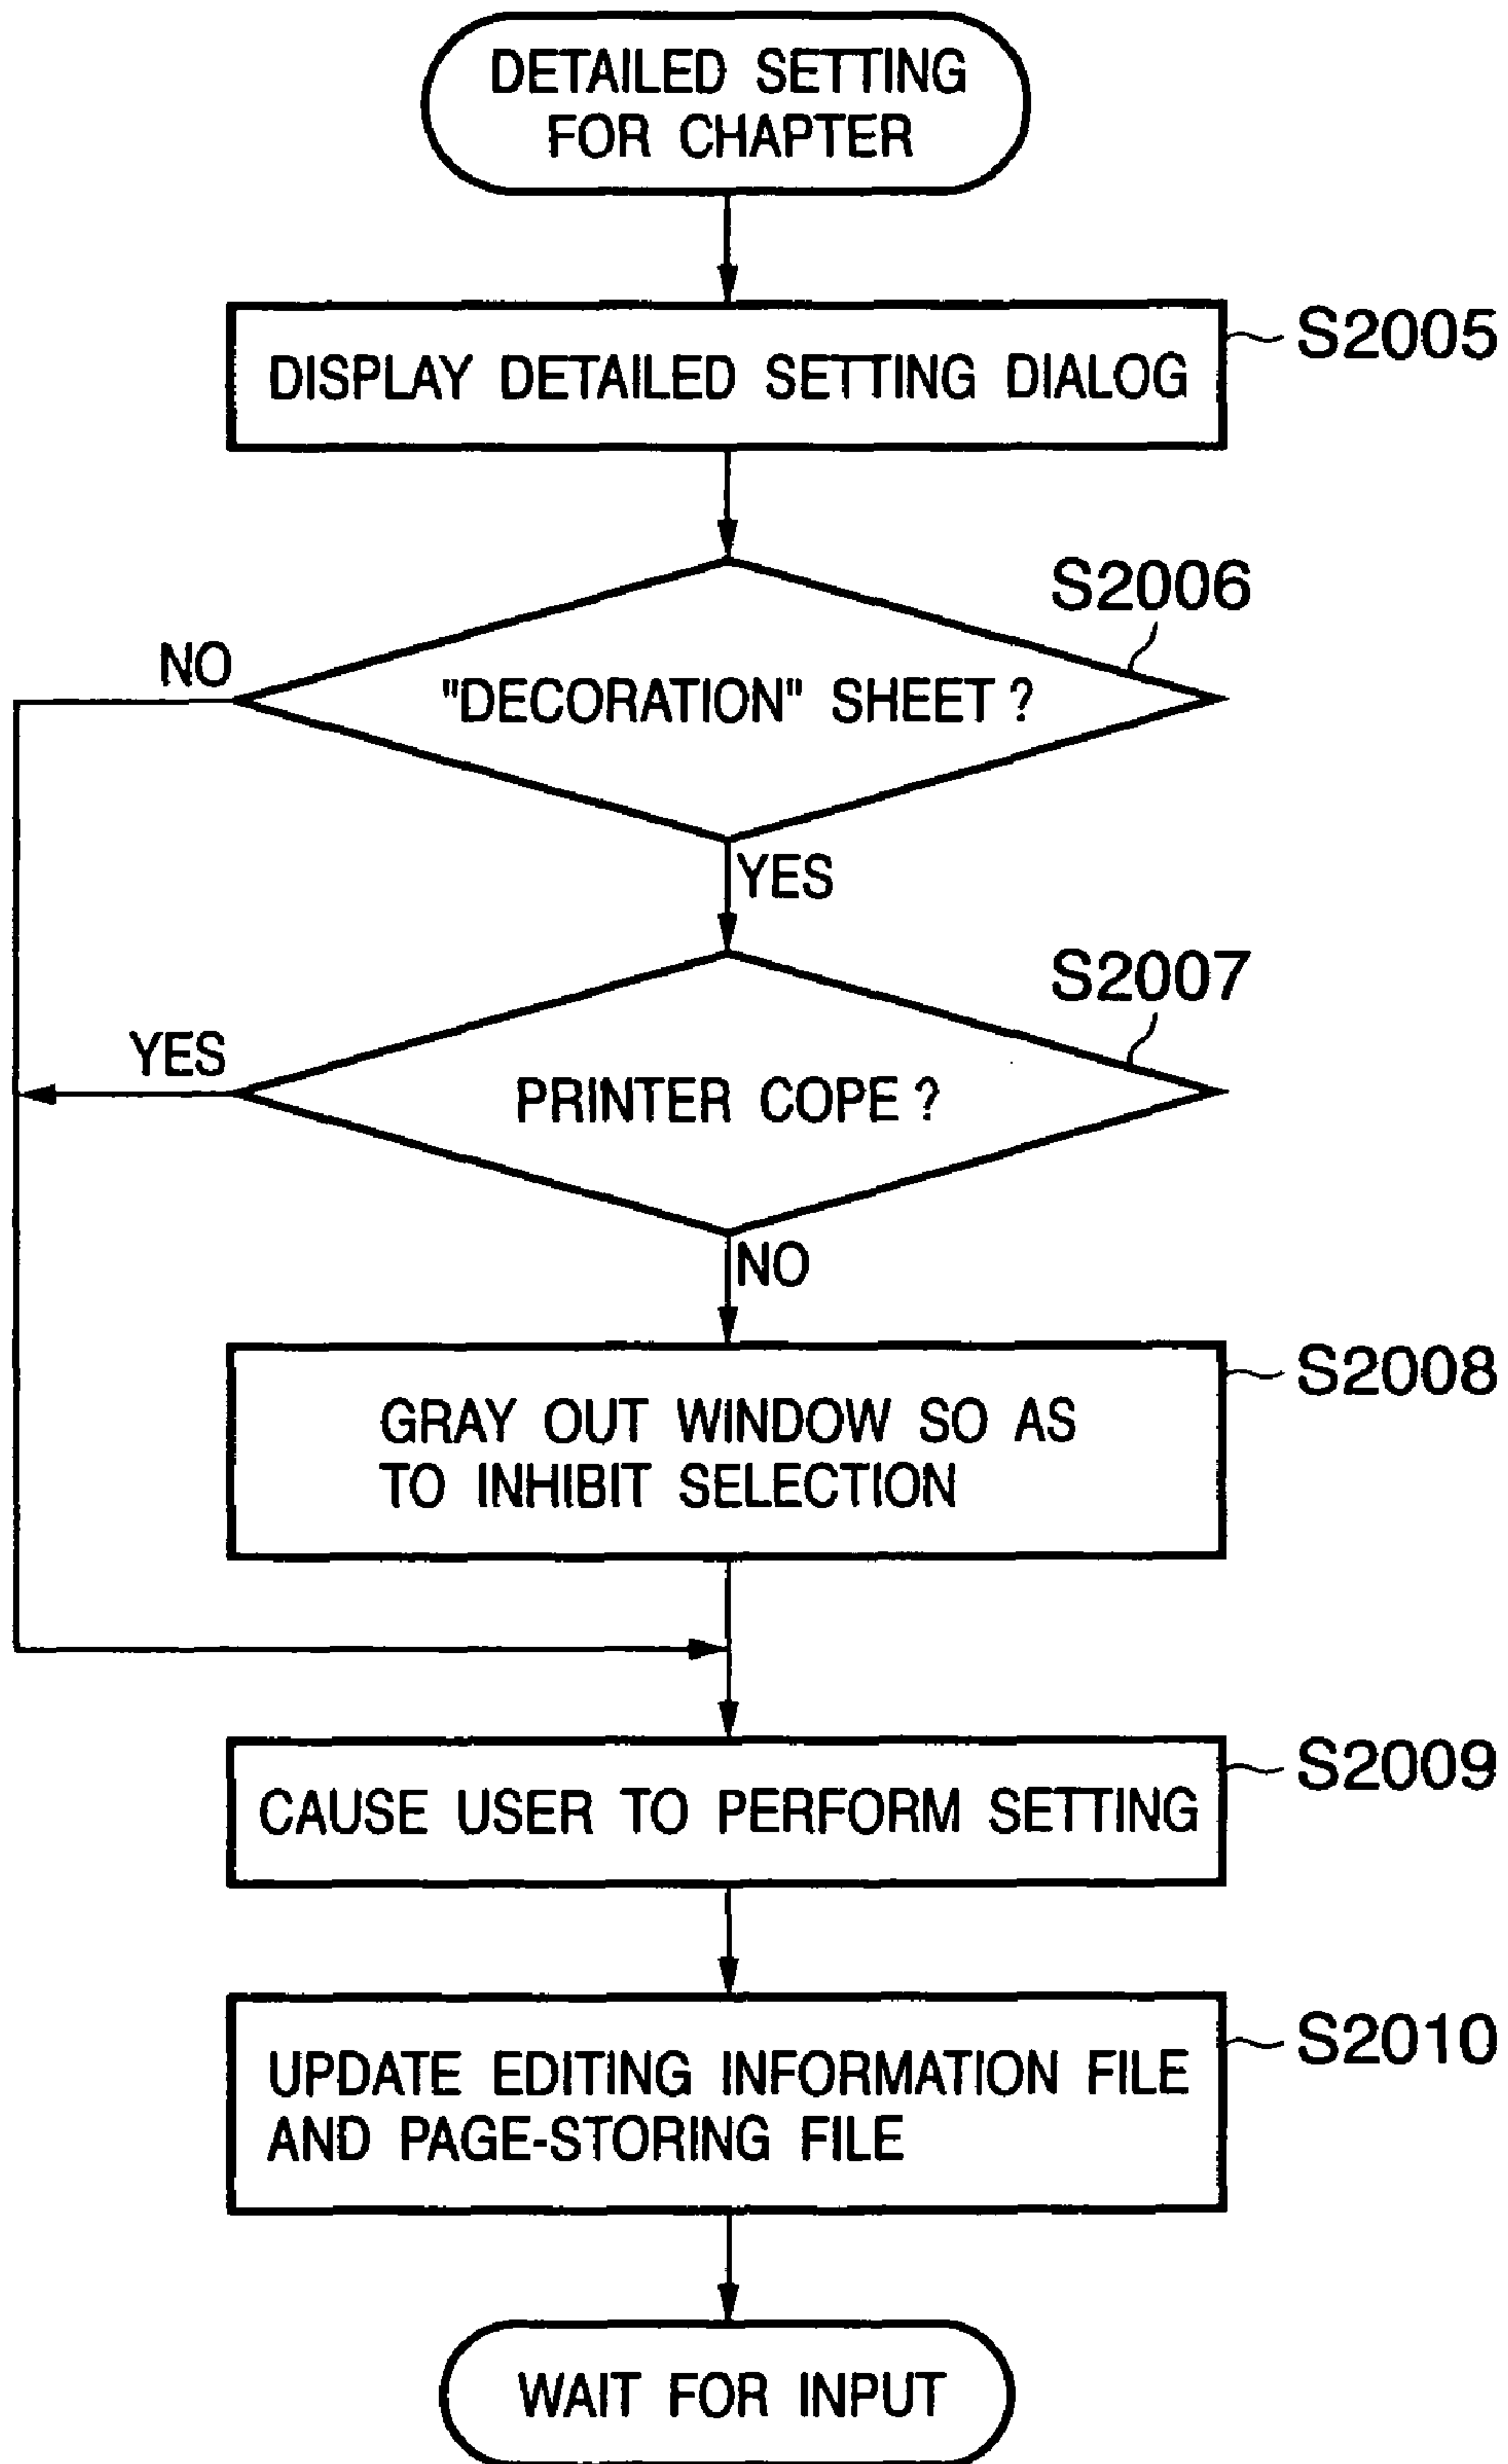 DETAILED SETTING
FOR CHAPTER
DISPLAY DETAILED SETTING DIALOG
S2005
S2006
NO
"DECORATION" SHEET ?
YES
S2007
YES
PRINTER COPE ?
NO
GRAY OUT WINDOW SO AS
TO INHIBIT SELECTION
S2008
CAUSE USER TO PERFORM SETTING
S2009
UPDATE EDITING INFORMATION FILE
AND PAGE-STORING FILE
S2010
WAIT FOR INPUT